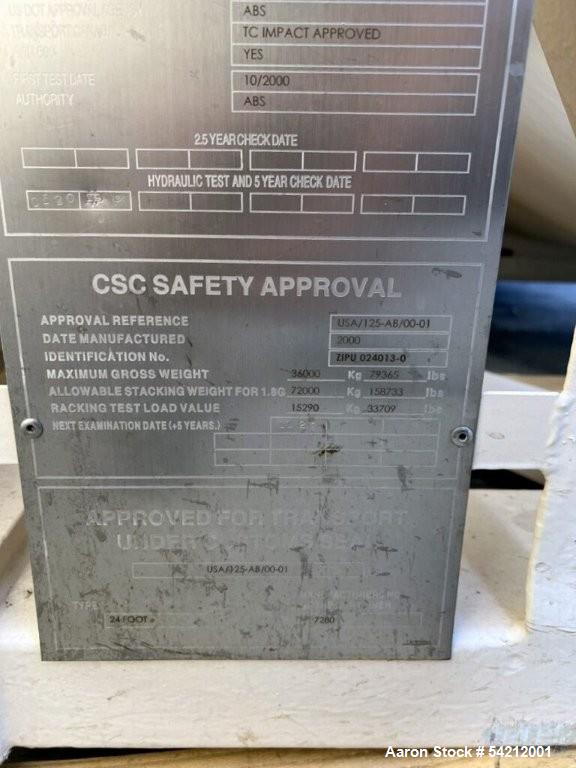 ABS
TC IMPACT APPROVED
YES
FIRST TEST DATE 10/2000
AUTHORITY ABS
2.5 YEAR CHECK DATE
HYDRAULIC TEST AND 5 YEAR CHECK DATE
CSC SAFETY APPROVAL
APPROVAL REFERENCE USA/125-AB/00-01
DATE MANUFACTURED 2000
IDENTIFICATION No. ZIPU 024013-0
MAXIMUM GROSS WEIGHT 36000 Kg 79365 lbs
ALLOWABLE STACKING WEIGHT FOR 1.8G 72000 Kg 158733 lbs
RACKING TEST LOAD VALUE 15290 Kg 33709 lbs
NEXT EXAMINATION DATE (+5 YEARS.)
APPROVED FOR TRANSPORT
UNDER CUSTOMS SEAL
USA/125-AB/00-01
TYPE
24 FOOT 7280
Aaron Stock # 54212001